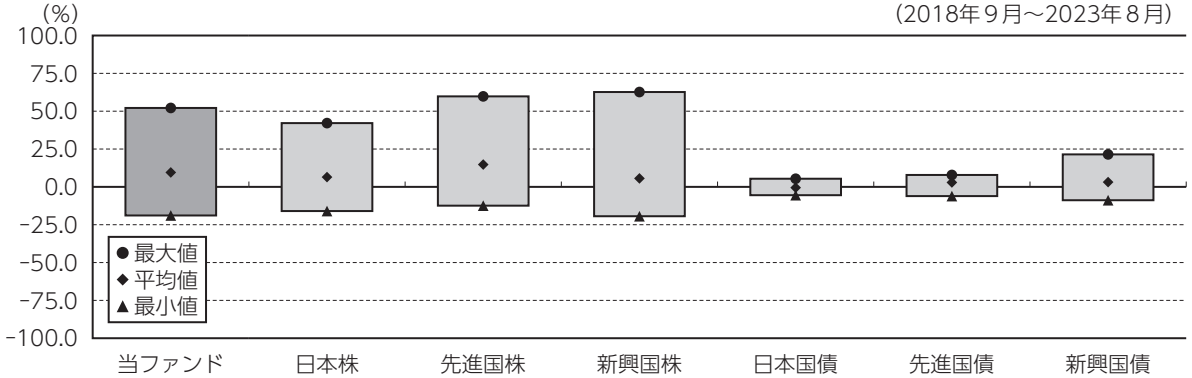 (%)
(2018年９月～2023年８月)
100.0
75.0
50.0
25.0
0.0
−25.0
−50.0
−75.0
−100.0
●最大値
◆平均値
▲最小値
当ファンド 日本株 先進国株 新興国株 日本国債 先進国債 新興国債